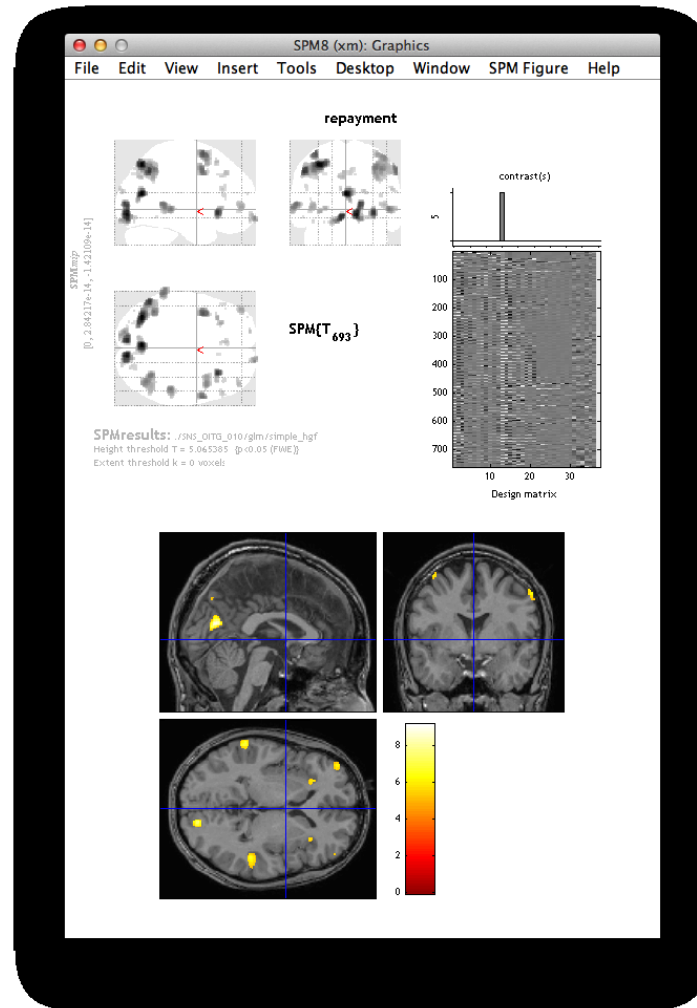 SPM8 (xm): Graphics
File Edit View Insert Tools Desktop Window SPM Figure Help
repayment
SPMmip
[0, 2.84217e-14, -1.42109e-14]
<
<
<
SPM{T693}
contrast(s)
5
100
200
300
400
500
600
700
10 20 30
Design matrix
SPMresults: ./SNS_OITG_010/glm/simple_hgf
Height threshold T = 5.065385 {p<0.05 (FWE)}
Extent threshold k = 0 voxels
8
6
4
2
0